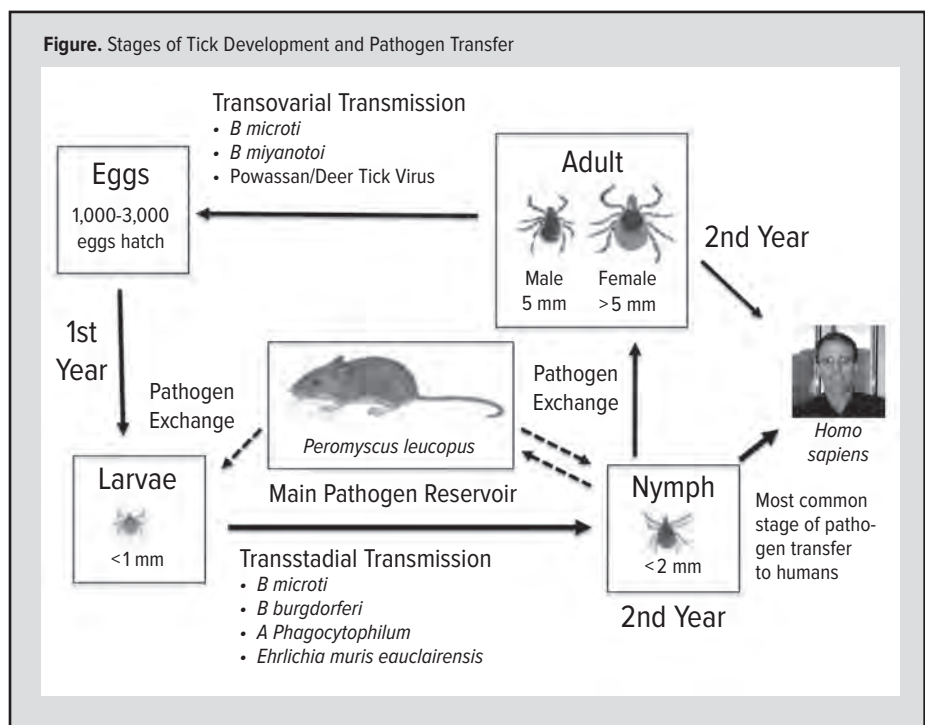 Figure. Stages of Tick Development and Pathogen Transfer
Transovarial Transmission
• B microti
• B miyanotoi
• Powassan/Deer Tick Virus
Eggs
1,000-3,000
eggs hatch
Adult
Male
5 mm
Female
>5 mm
2nd Year
1st
Year
Pathogen
Exchange
Peromyscus leucopus
Main Pathogen Reservoir
Pathogen
Exchange
Homo
sapiens
Larvae
<1 mm
Nymph
<2 mm
2nd Year
Most common
stage of patho-
gen transfer
to humans
Transstadial Transmission
• B microti
• B burgdorferi
• A Phagocytophilum
• Ehrlichia muris eauclairensis